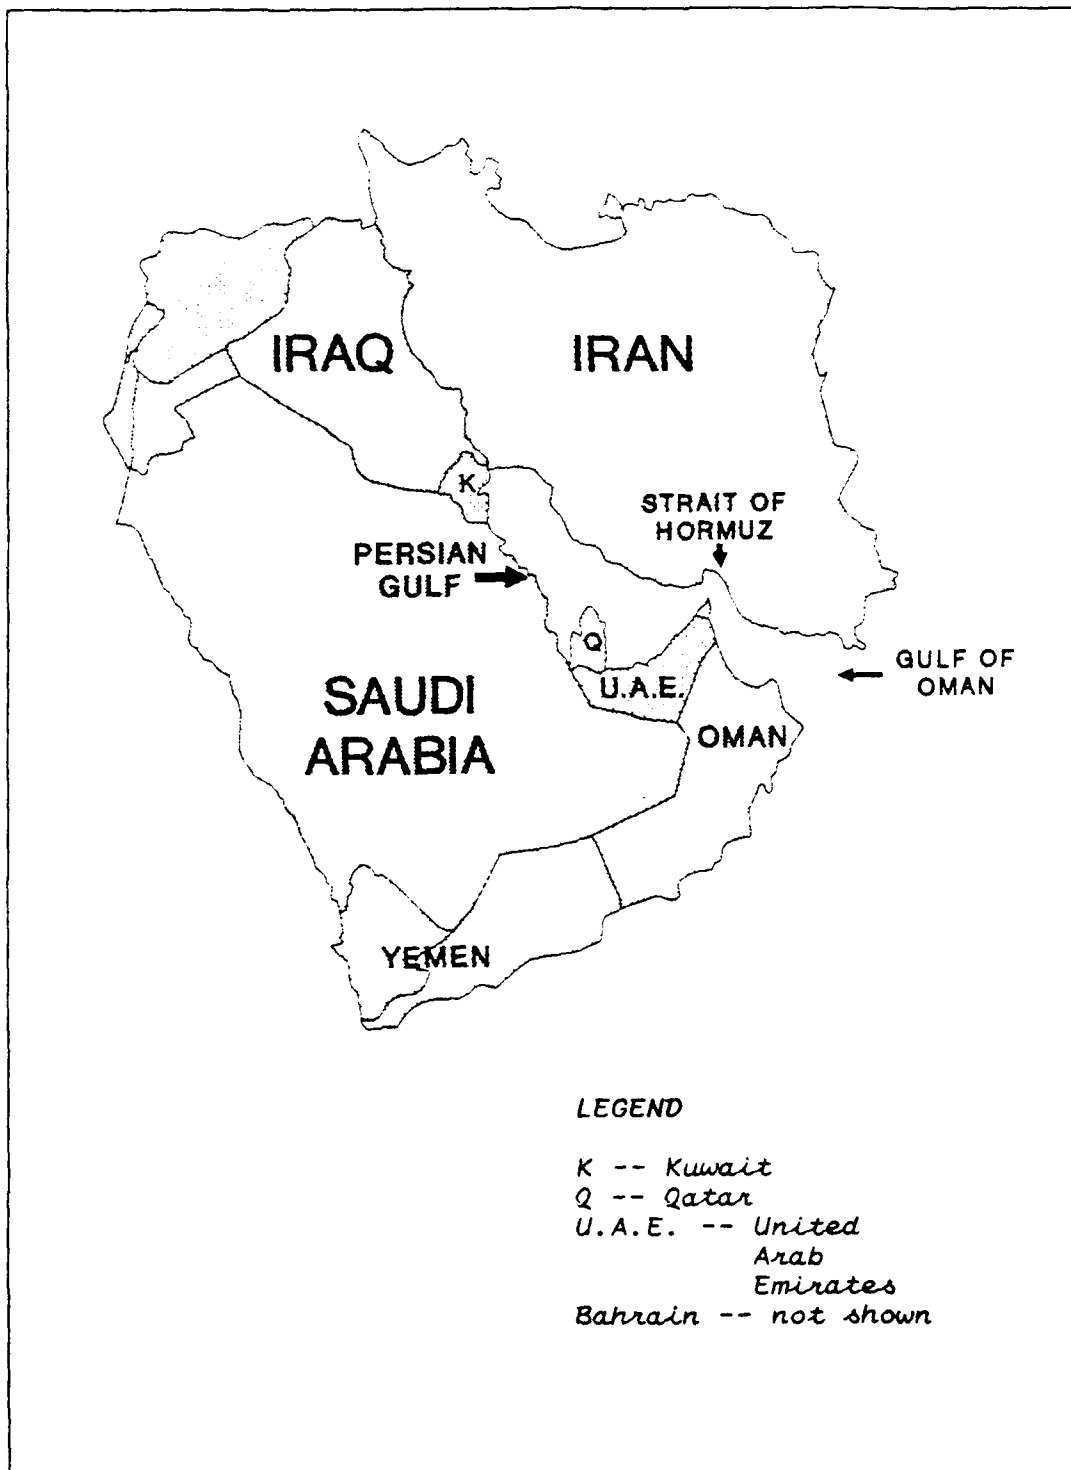 IRAQ
IRAN
K
STRAIT OF
HORMUZ
PERSIAN
GULF
Q
U.A.E.
GULF OF
OMAN
SAUDI
ARABIA
OMAN
YEMEN
LEGEND
K -- Kuwait
Q -- Qatar
U.A.E. -- United
Arab
Emirates
Bahrain -- not shown